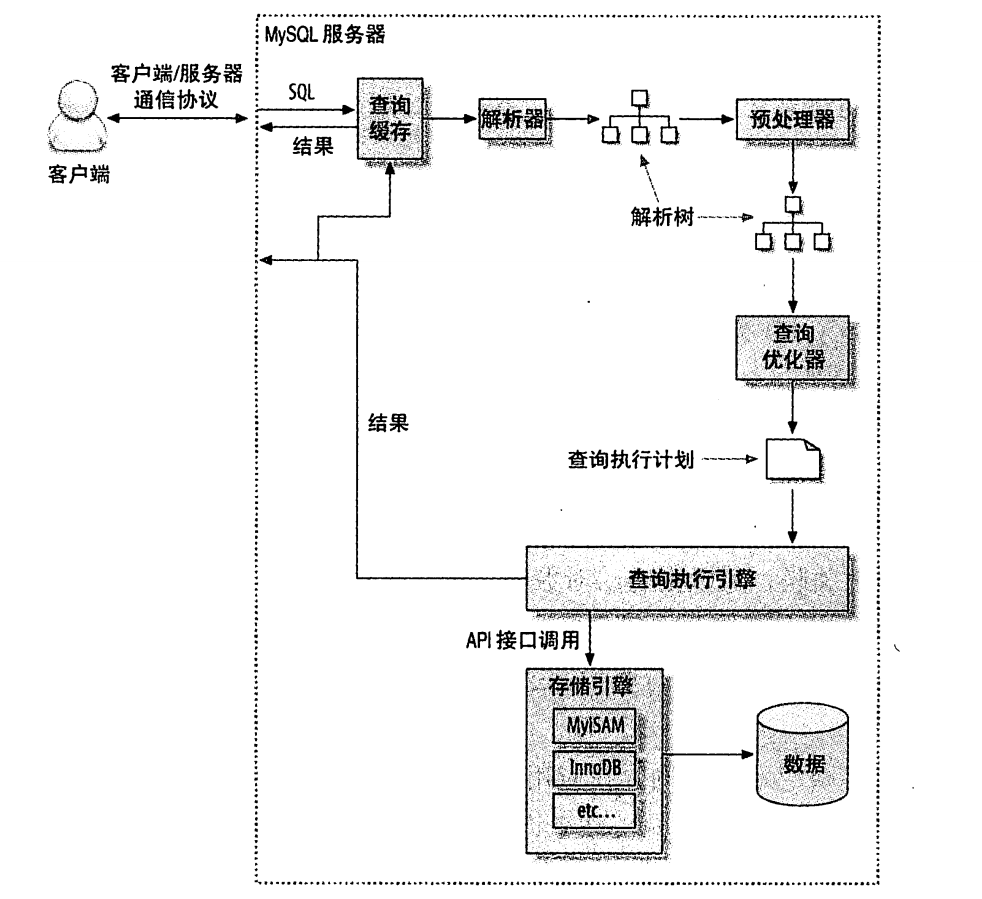 MySQL 服务器
客户端/服务器
通信协议
客户端
SQL
结果
查询
缓存
解析器
预处理器
解析树
查询
优化器
结果
查询执行计划
查询执行引擎
API 接口调用
存储引擎
MyISAM
InnoDB
etc...
数据